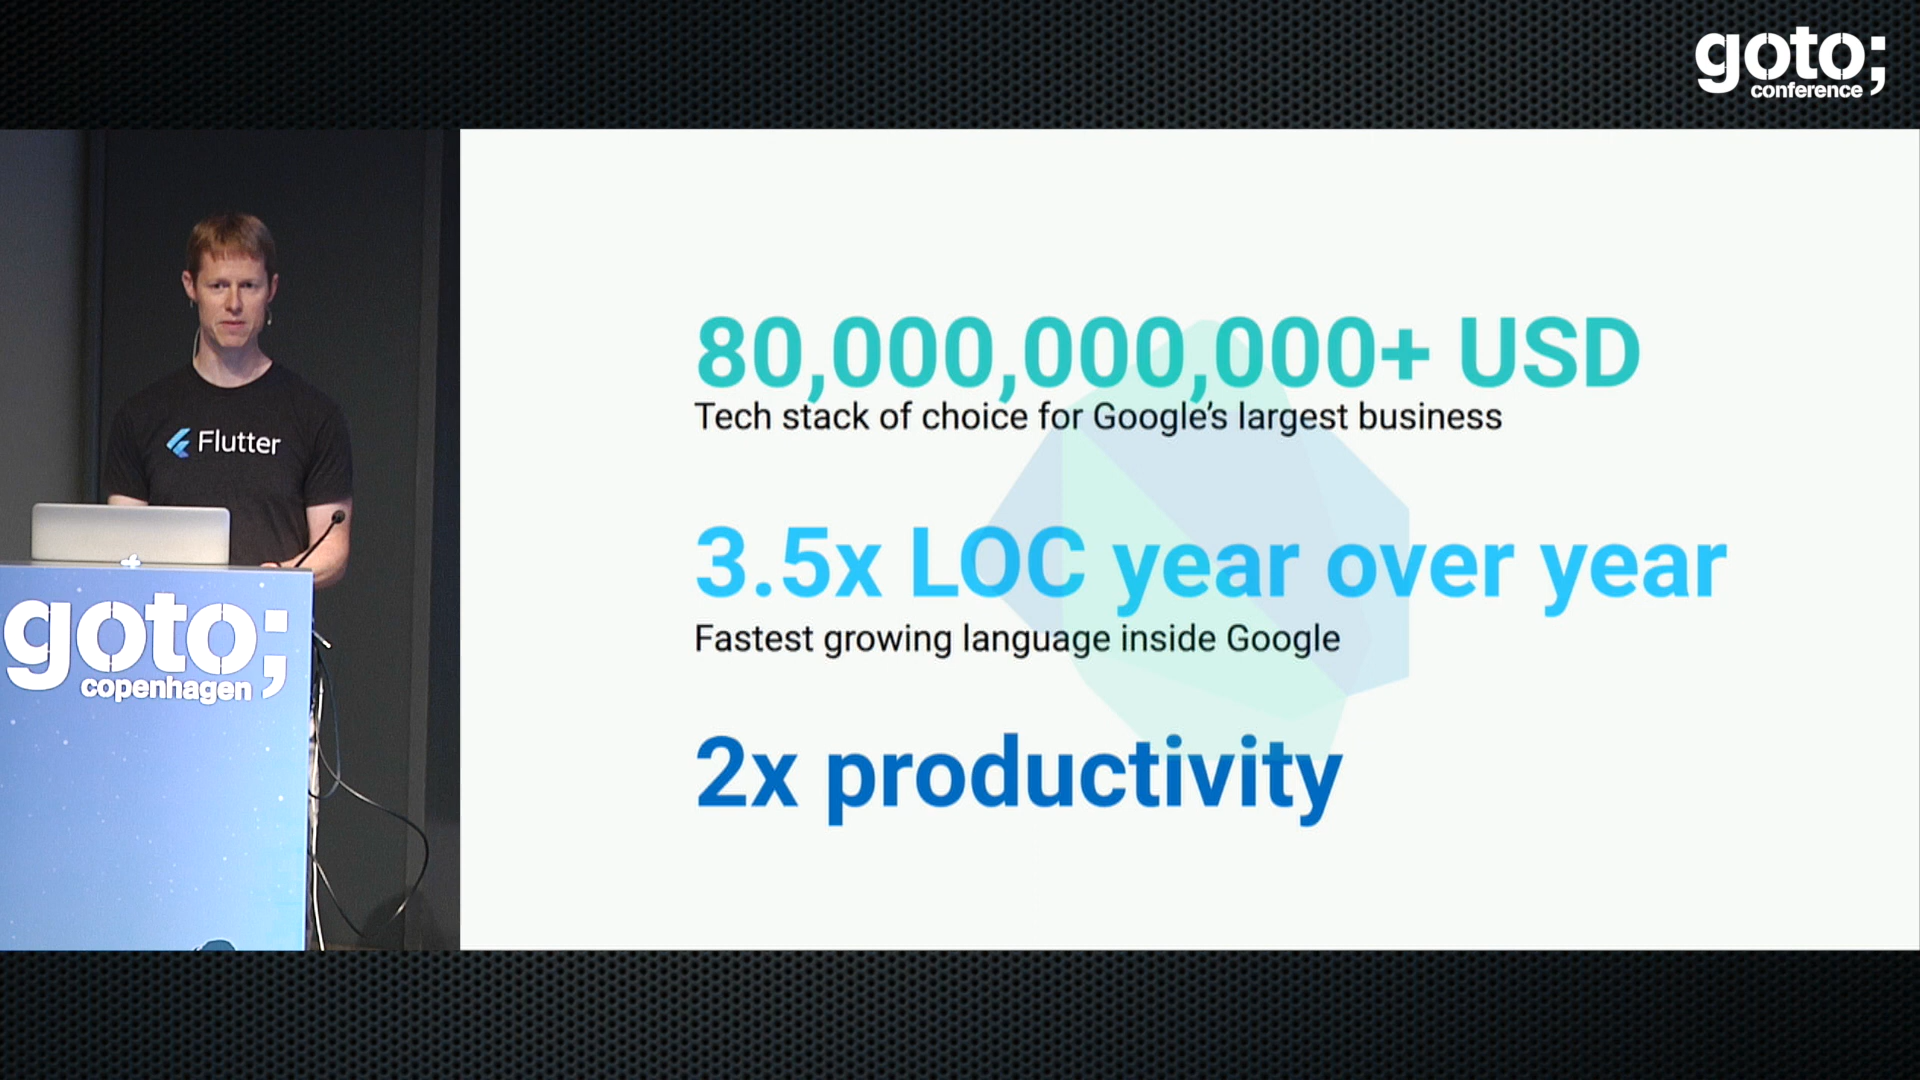 goto;
conference
Flutter
goto;
copenhagen
80,000,000,000+ USD
Tech stack of choice for Google's largest business
3.5x LOC year over year
Fastest growing language inside Google
2x productivity